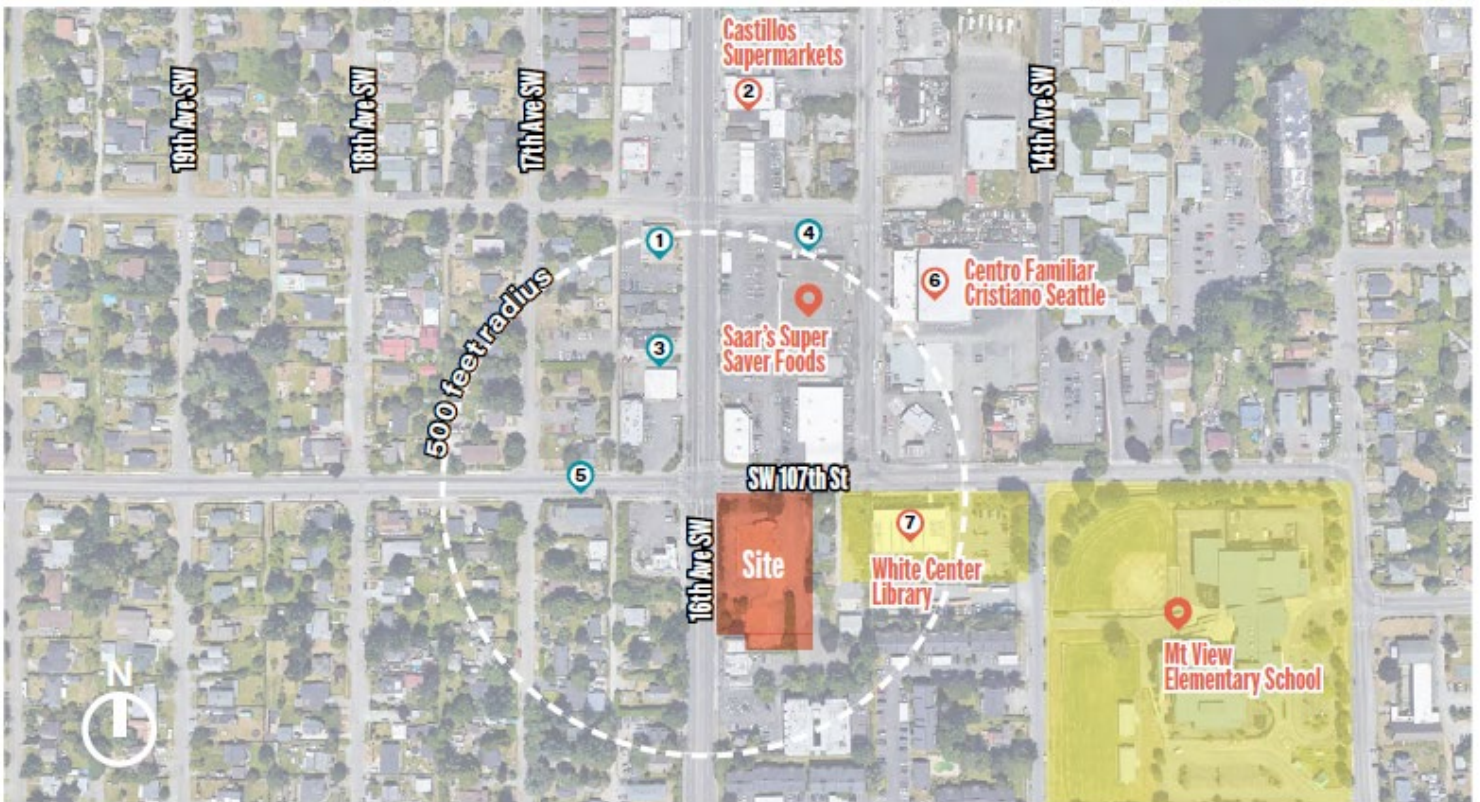 Castillos
Supermarkets
2
19th Ave SW
18th Ave SW
17th Ave SW
14th Ave SW
1
4
6
Centro Familiar
Cristiano Seattle
500 feet radius
Saar's Super
Saver Foods
3
5
SW 107th St
16th Ave SW
Site
7
White Center
Library
Mt View
Elementary School
N